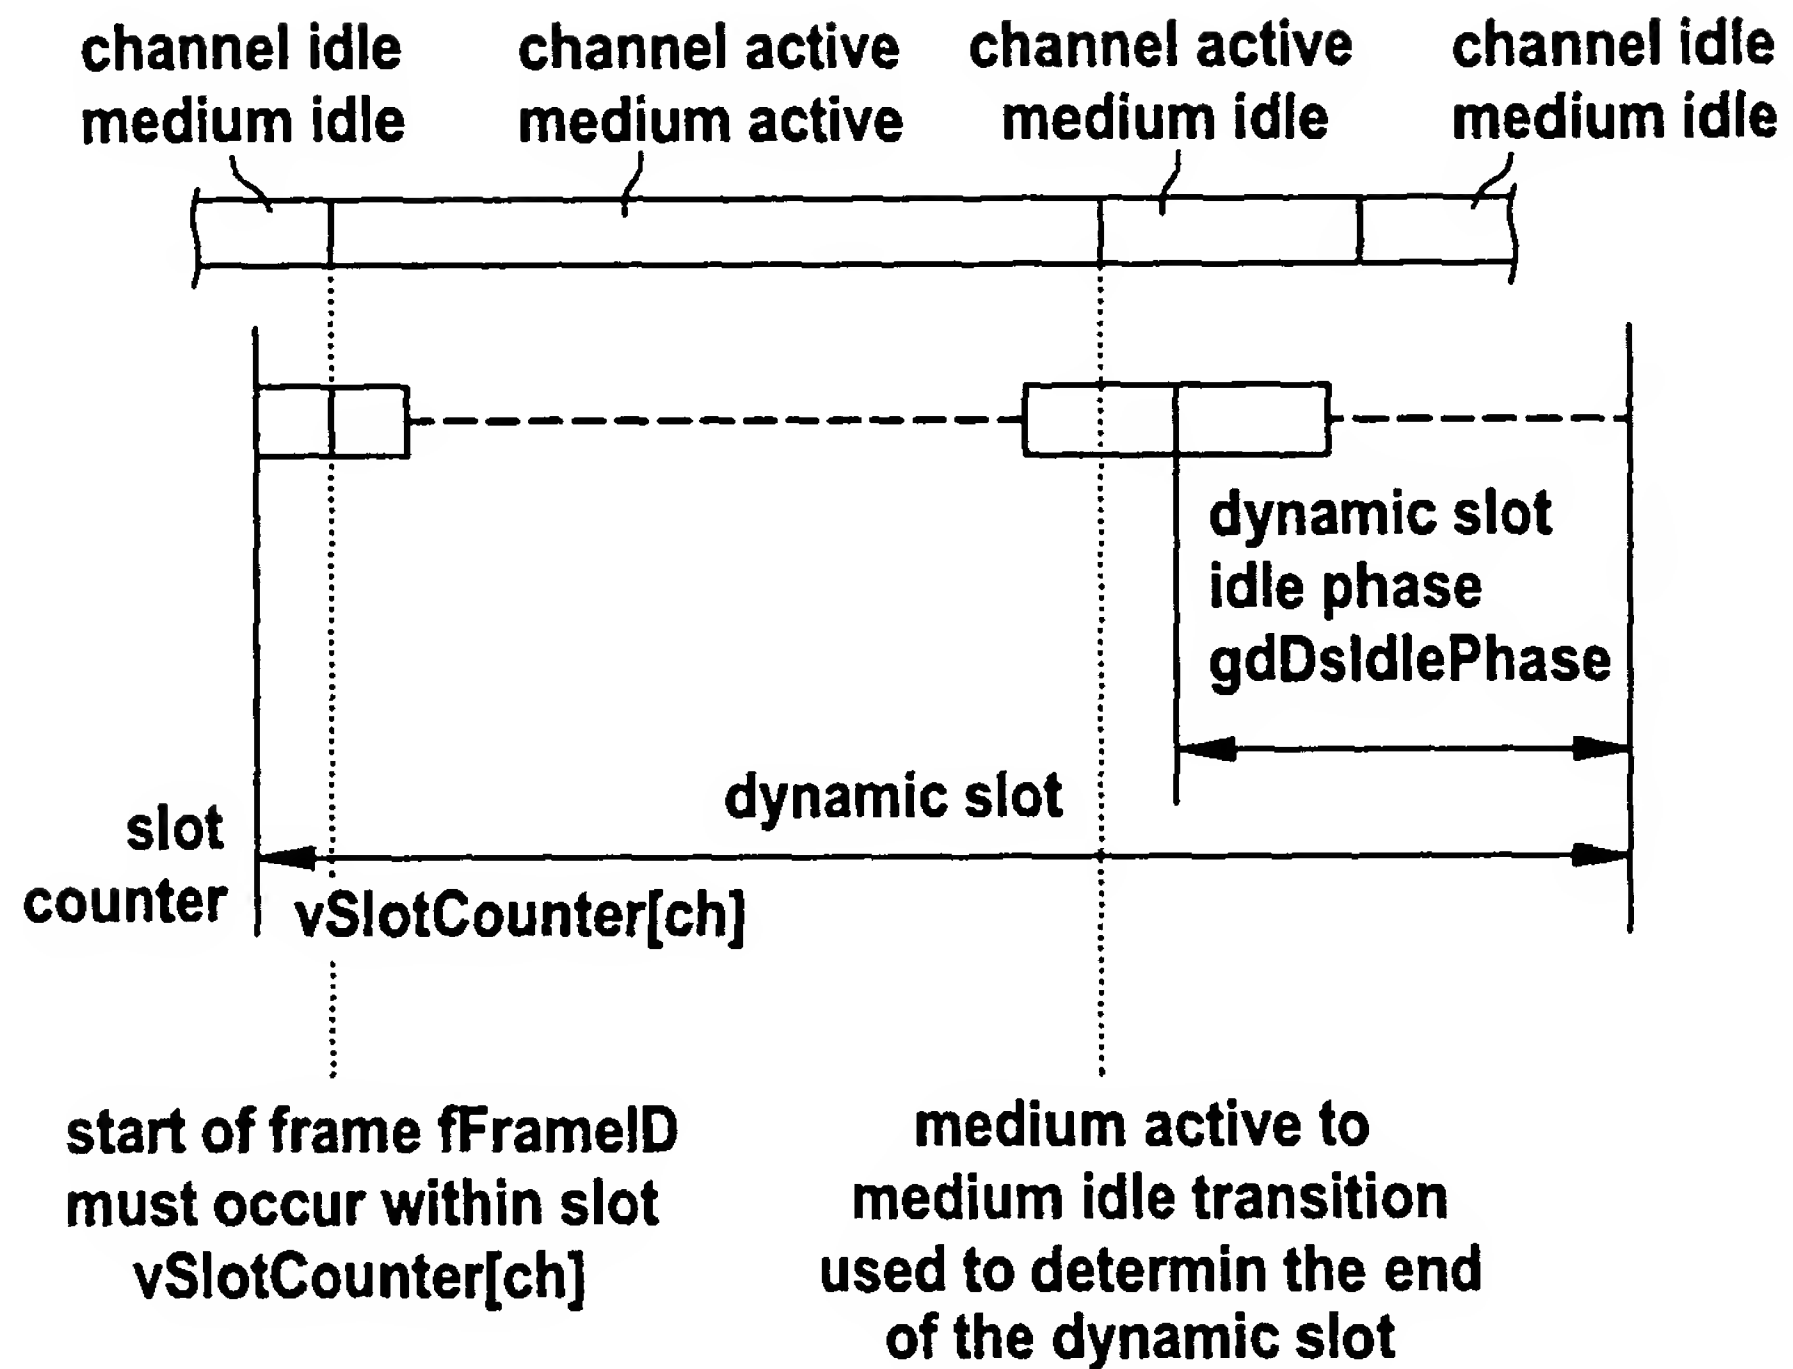 channel idle
medium idle
channel active
medium active
channel active
medium idle
channel idle
medium idle
dynamic slot
idle phase
gdDsIdlePhase
dynamic slot
slot
counter
vSlotCounter[ch]
start of frame fFrameID
must occur within slot
vSlotCounter[ch]
medium active to
medium idle transition
used to determin the end
of the dynamic slot